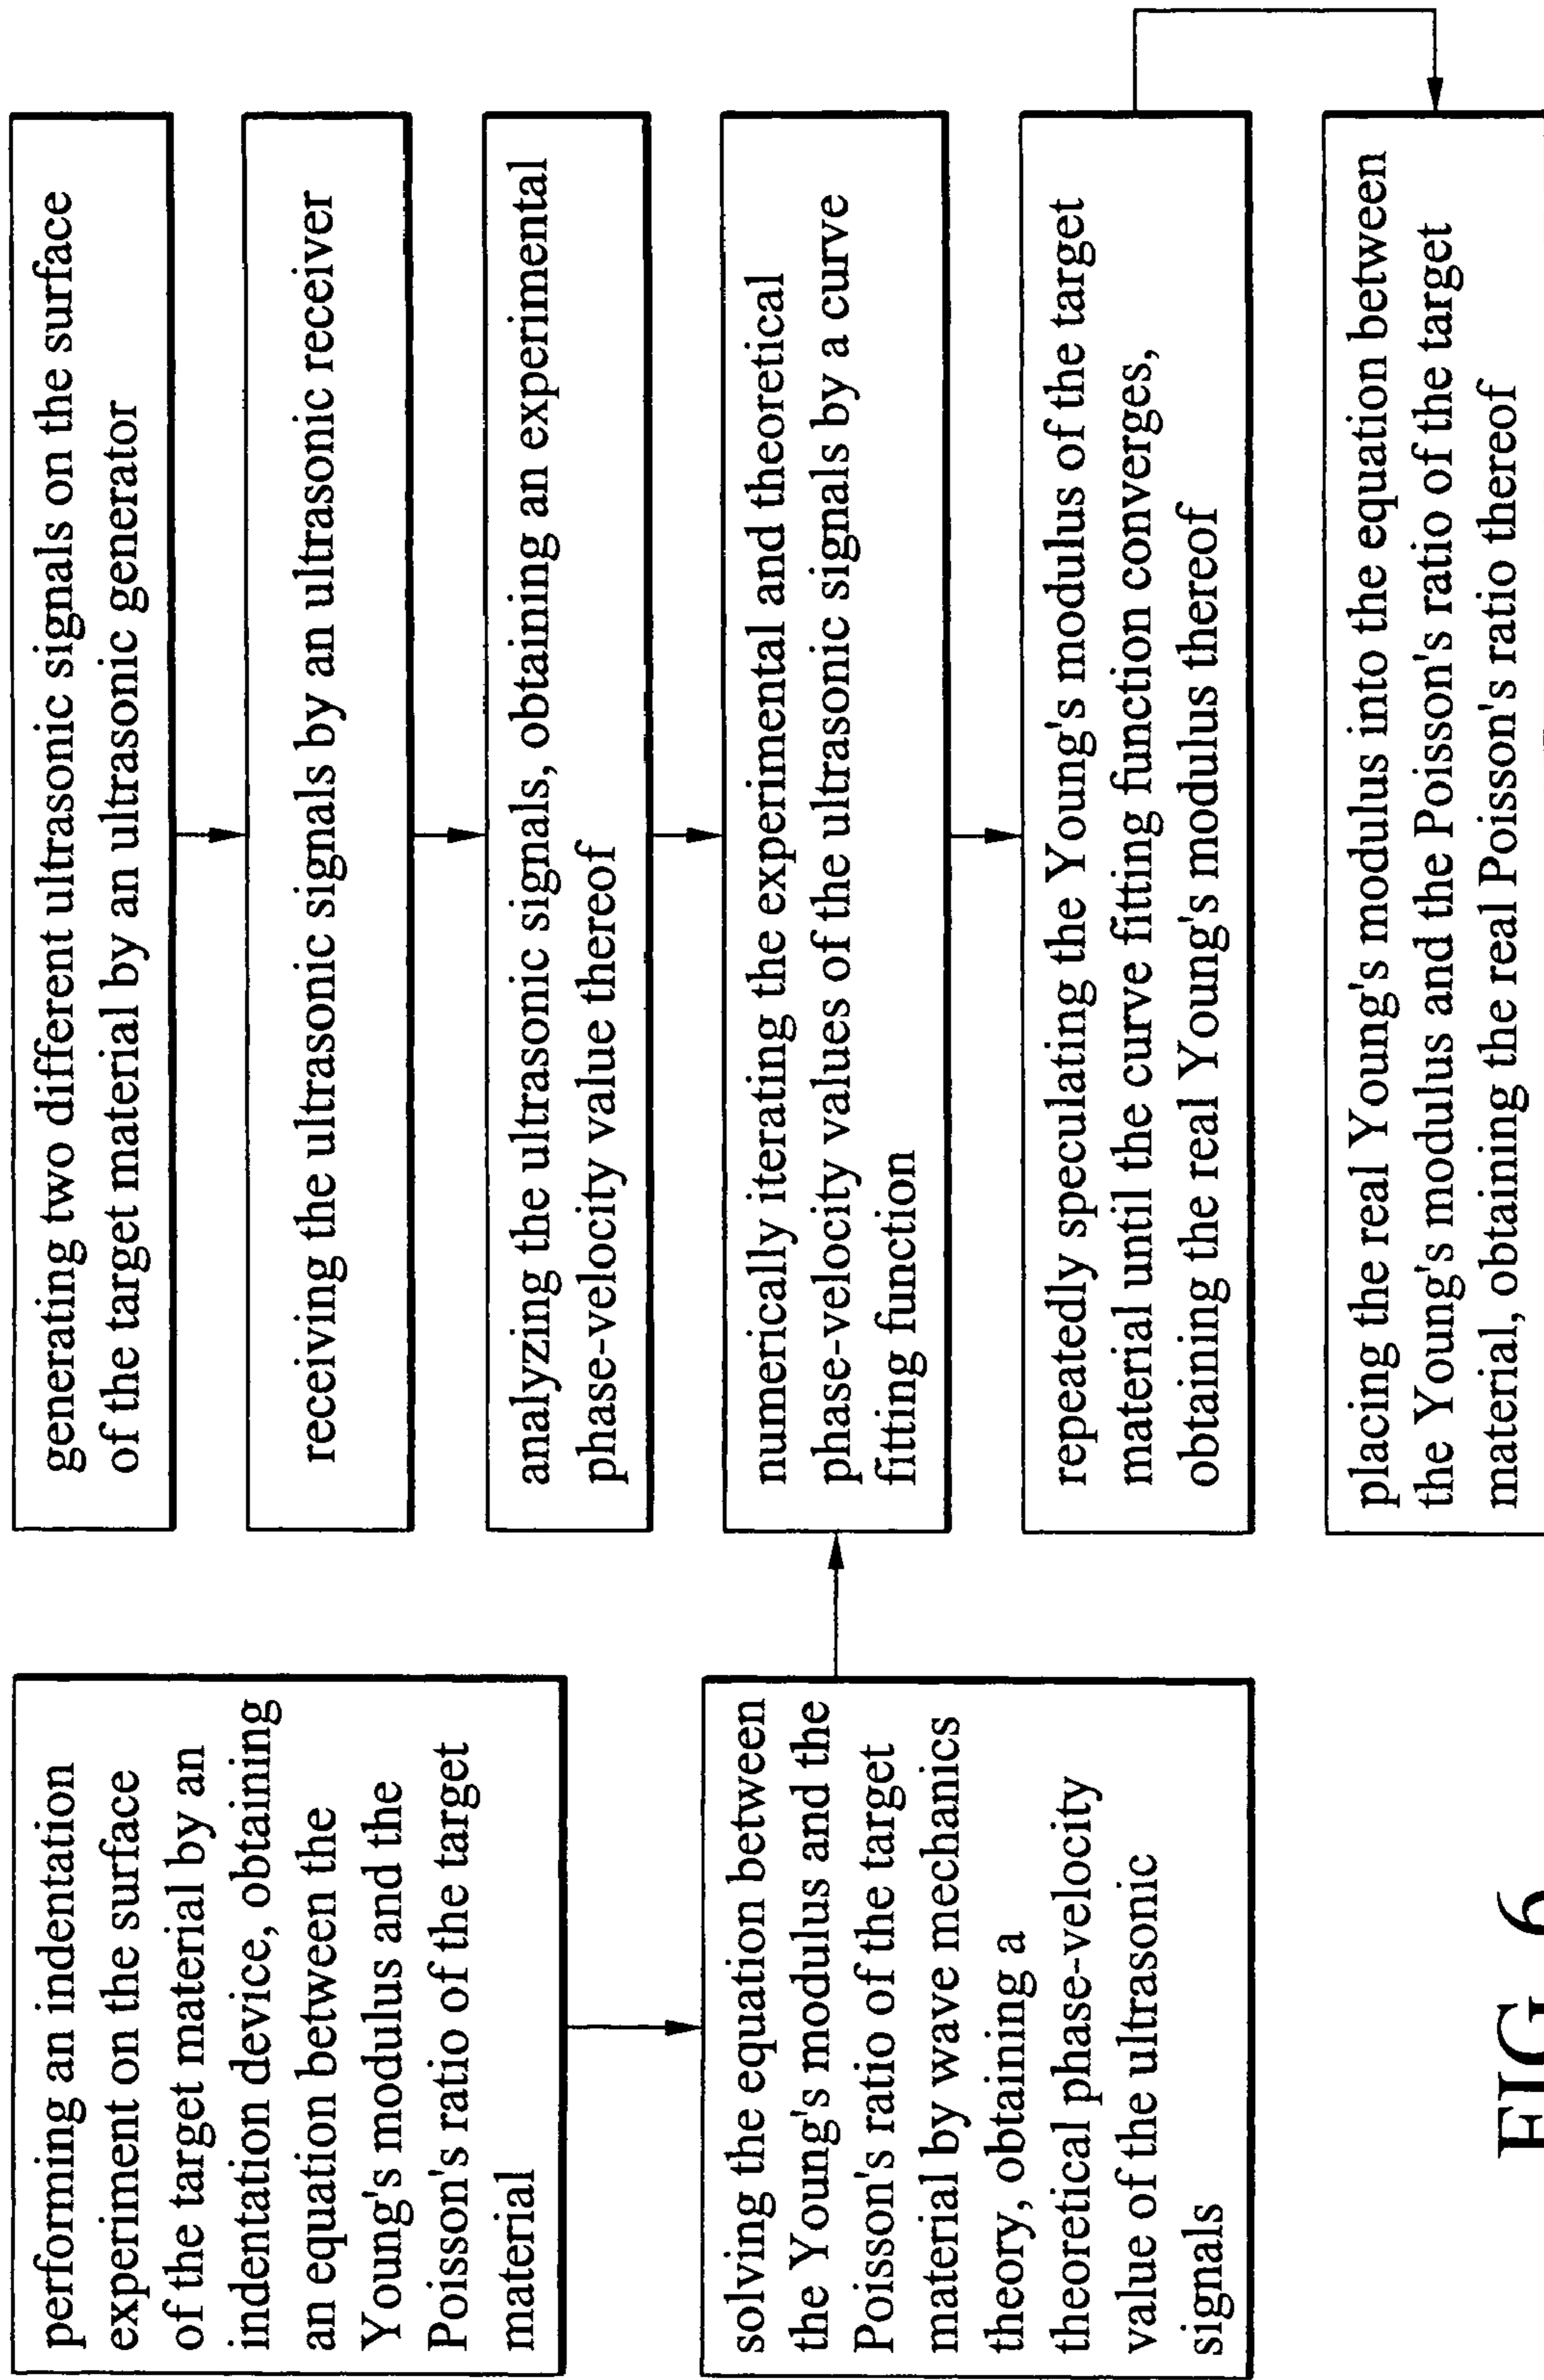 performing an indentation
experiment on the surface
of the target material by an
indentation device, obtaining
an equation between the
Young's modulus and the
Poisson's ratio of the target
material
solving the equation between
the Young's modulus and the
Poisson's ratio of the target
material by wave mechanics
theory, obtaining a
theoretical phase-velocity
value of the ultrasonic
signals
generating two different ultrasonic signals on the surface
of the target material by an ultrasonic generator
receiving the ultrasonic signals by an ultrasonic receiver
analyzing the ultrasonic signals, obtaining an experimental
phase-velocity value thereof
numerically iterating the experimental and theoretical
phase-velocity values of the ultrasonic signals by a curve
fitting function
repeatedly speculating the Young's modulus of the target
material until the curve fitting function converges,
obtaining the real Young's modulus thereof
placing the real Young's modulus into the equation between
the Young's modulus and the Poisson's ratio of the target
material, obtaining the real Poisson's ratio thereof
FIG. 6